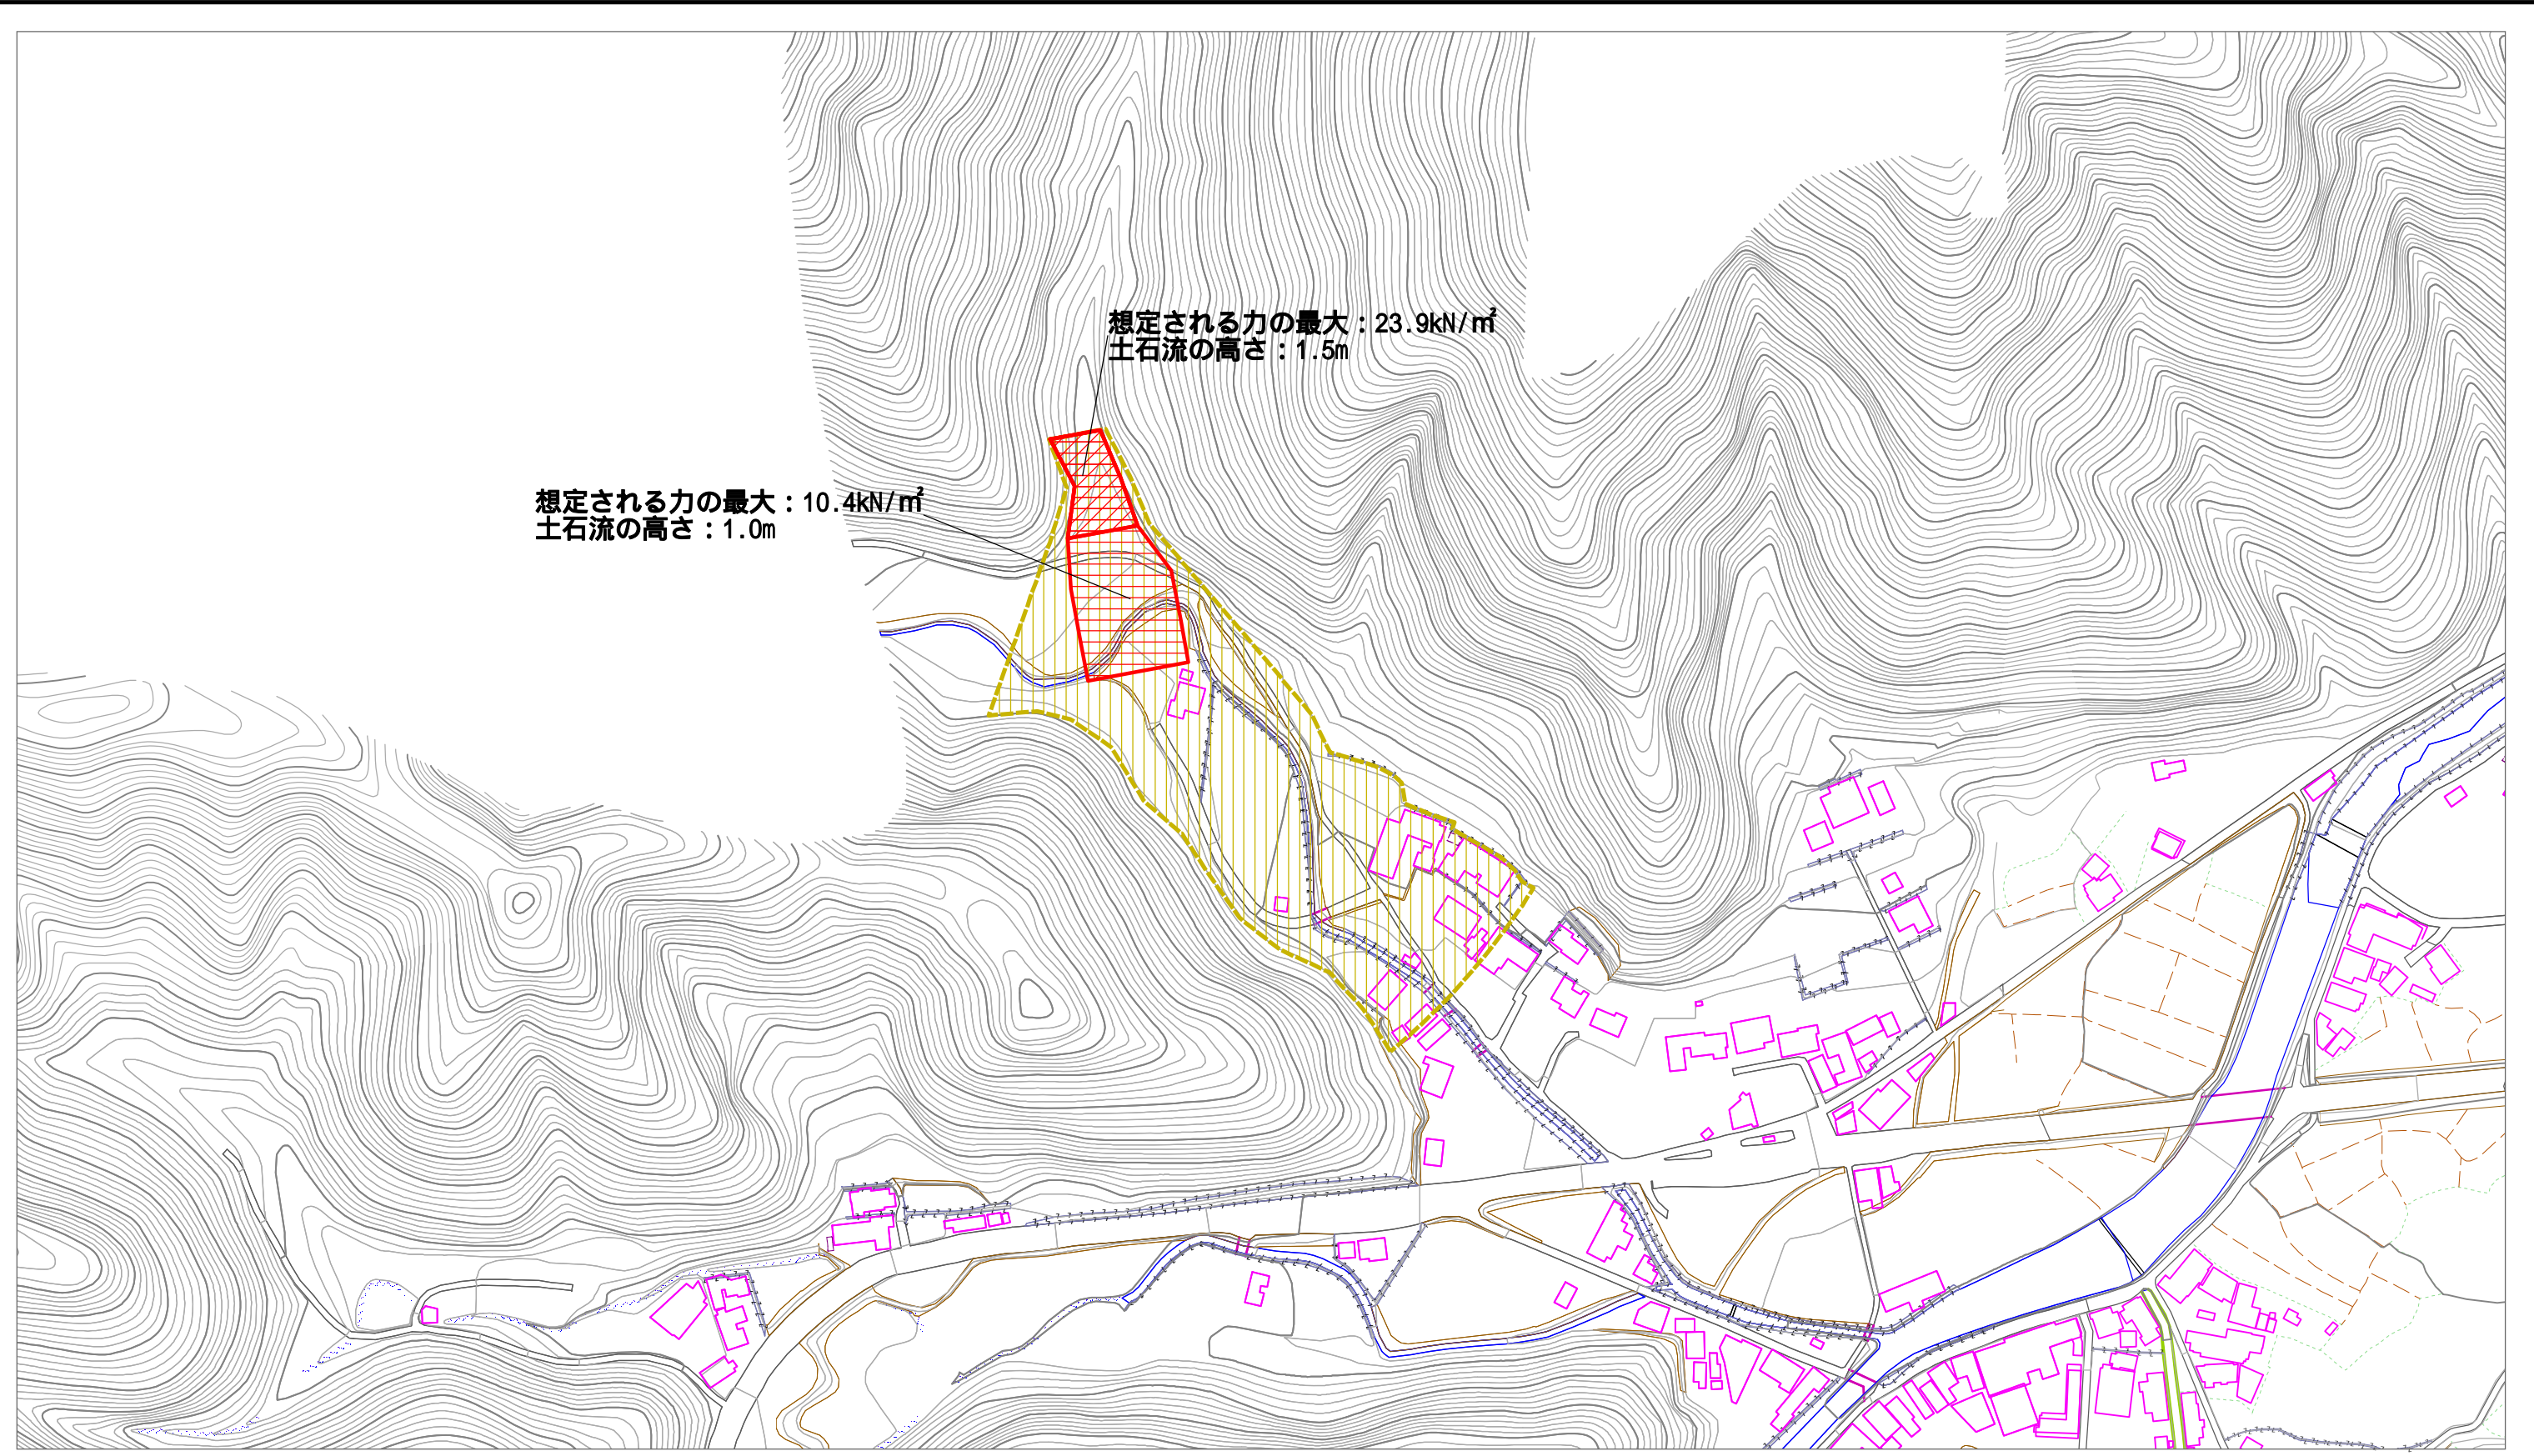 想定される力の最大：23.9kN/㎡
土石流の高さ：1.5m
想定される力の最大：10.4kN/㎡
土石流の高さ：1.0m